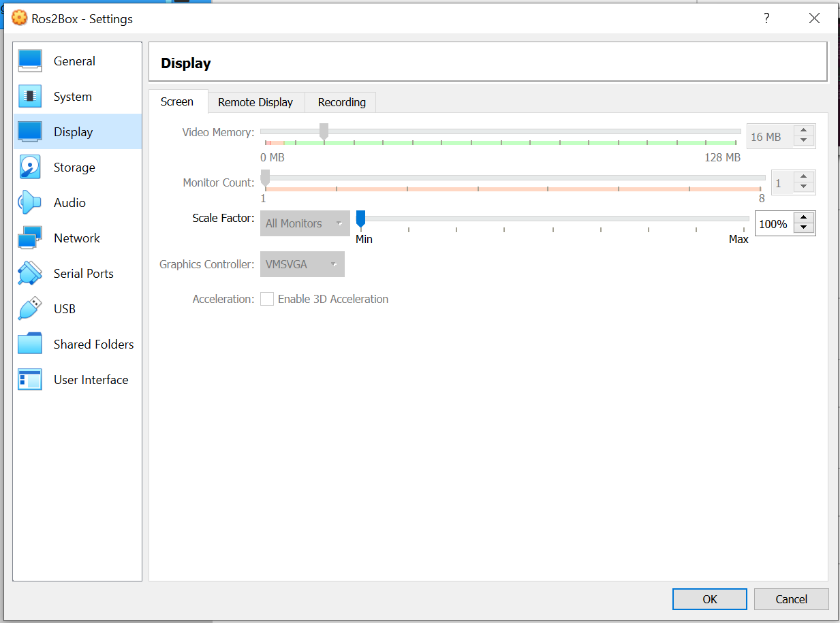 Ros2Box - Settings
?
General
System
Display
Storage
Audio
Network
Serial Ports
USB
Shared Folders
User Interface
Display
Screen Remote Display Recording
Video Memory: 16 MB
0 MB 128 MB
Monitor Count: 1
1 8
Scale Factor: All Monitors 100%
Min Max
Graphics Controller: VMSVGA
Acceleration: Enable 3D Acceleration
OK Cancel